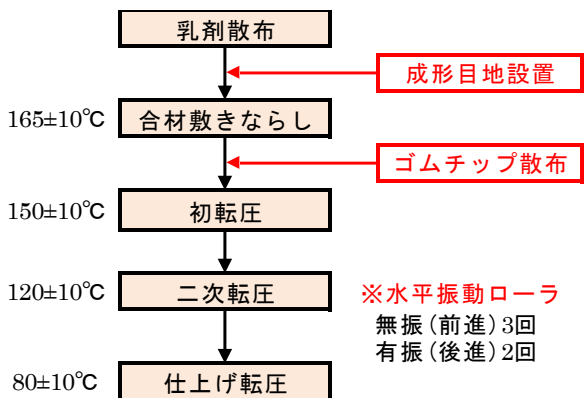 乳剤散布
成形目地設置
165±10℃
合材敷きならし
ゴムチップ散布
150±10℃
初転圧
120±10℃
二次転圧
※水平振動ローラ
無振(前進)3回
有振(後進)2回
80±10℃
仕上げ転圧